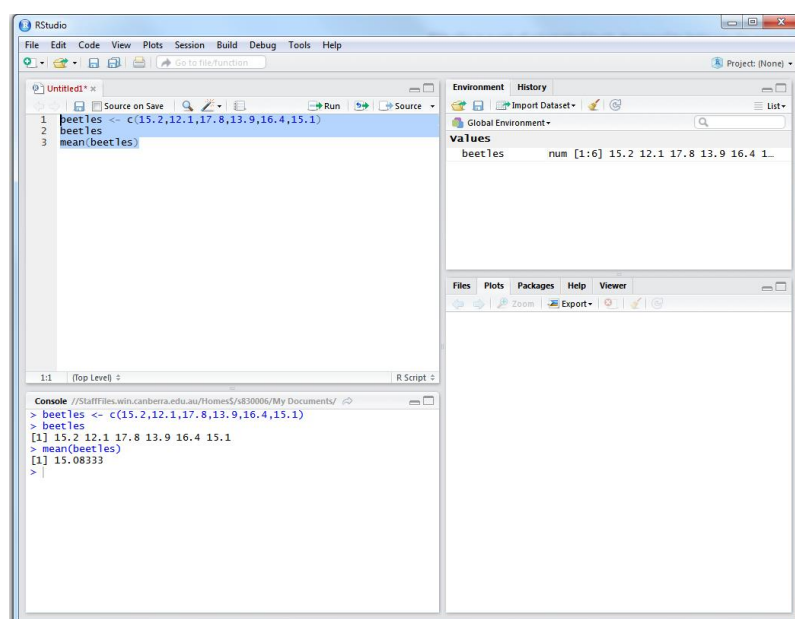 RStudio
File Edit Code View Plots Session Build Debug Tools Help
Go to file/function
Project: (None)
Untitled1* ×
Source on Save
Run
Source
1 beetles <- c(15.2,12.1,17.8,13.9,16.4,15.1)
2 beetles
3 mean(beetles)
1:1 (Top Level)
R Script
Console //StaffFiles.win.canberra.edu.au/Homes$/s830006/My Documents/
> beetles <- c(15.2,12.1,17.8,13.9,16.4,15.1)
> beetles
[1] 15.2 12.1 17.8 13.9 16.4 15.1
> mean(beetles)
[1] 15.08333
>
Environment History
Import Dataset
List
Global Environment
values
beetles num [1:6] 15.2 12.1 17.8 13.9 16.4 1…
Files Plots Packages Help Viewer
Zoom Export